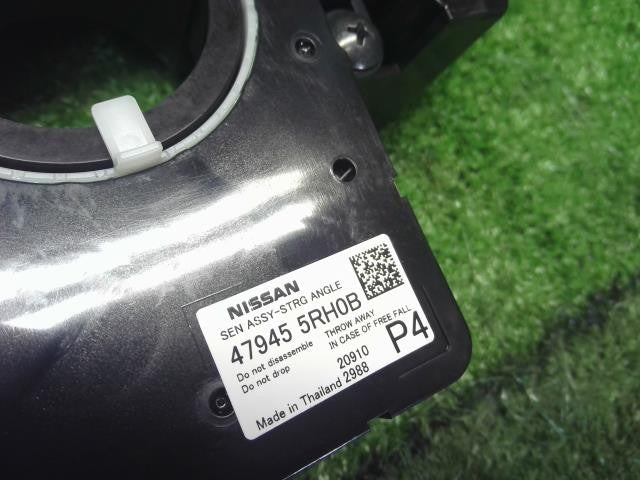 NISSAN
SEN ASSY-STRG ANGLE
47945 5RH0B
Do not disassemble
Do not drop
THROW AWAY
IN CASE OF FREE FALL
20910
Made in Thailand 2988
P4